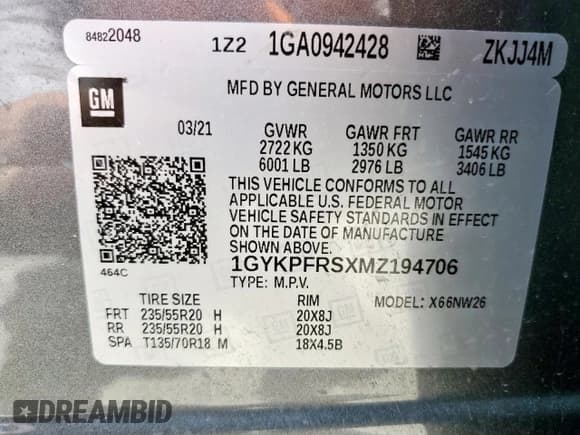 84822048
1Z2 1GA0942428 ZKJJ4M
GM
MFD BY GENERAL MOTORS LLC
03/21 GVWR GAWR FRT GAWR RR
2722 KG 1350 KG 1545 KG
6001 LB 2976 LB 3406 LB
THIS VEHICLE CONFORMS TO ALL
APPLICABLE U.S. FEDERAL MOTOR
VEHICLE SAFETY STANDARDS IN EFFECT
ON THE DATE OF MANUFACTURE
SHOWN ABOVE.
464C
1GYKPFRSXMZ194706
TYPE: M.P.V.
TIRE SIZE RIM MODEL: X66NW26
FRT 235/55R20 H 20X8J
RR 235/55R20 H 20X8J
SPA T135/70R18 M 18X4.5B
DREAMBID